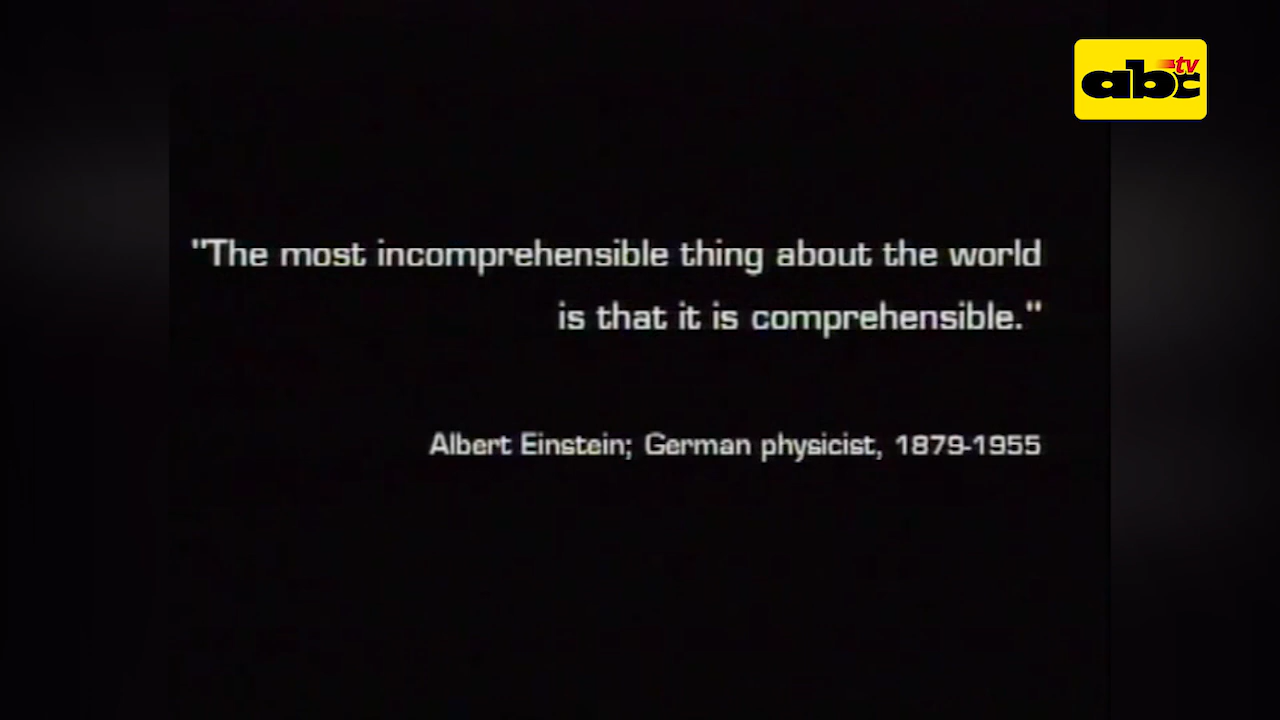 abc tv
"The most incomprehensible thing about the world
is that it is comprehensible."
Albert Einstein; German physicist, 1879-1955